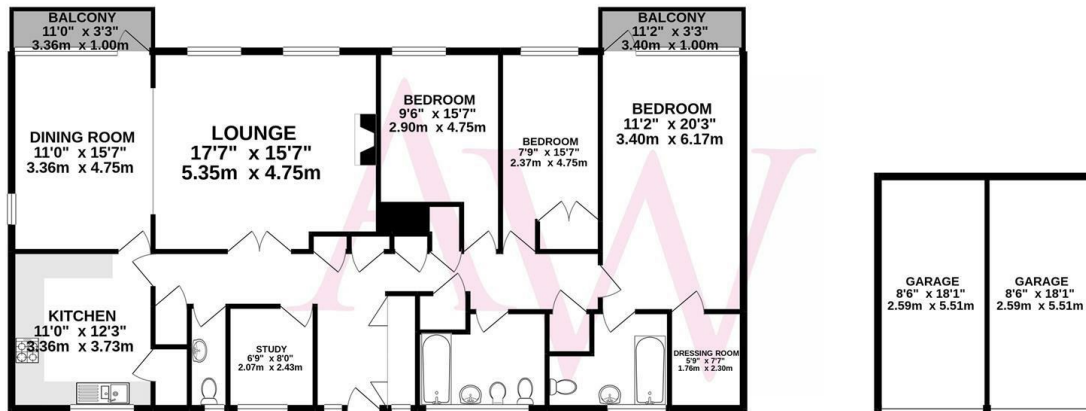 BALCONY
11'0" x 3'3"
3.36m x 1.00m
BALCONY
11'2" x 3'3"
3.40m x 1.00m
DINING ROOM
11'0" x 15'7"
3.36m x 4.75m
LOUNGE
17'7" x 15'7"
5.35m x 4.75m
BEDROOM
9'6" x 15'7"
2.90m x 4.75m
BEDROOM
7'9" x 15'7"
2.37m x 4.75m
BEDROOM
11'2" x 20'3"
3.40m x 6.17m
KITCHEN
11'0" x 12'3"
3.36m x 3.73m
STUDY
6'9" x 8'0"
2.07m x 2.43m
DRESSING ROOM
5'9" x 7'7"
1.76m x 2.30m
GARAGE
8'6" x 18'1"
2.59m x 5.51m
GARAGE
8'6" x 18'1"
2.59m x 5.51m
AW